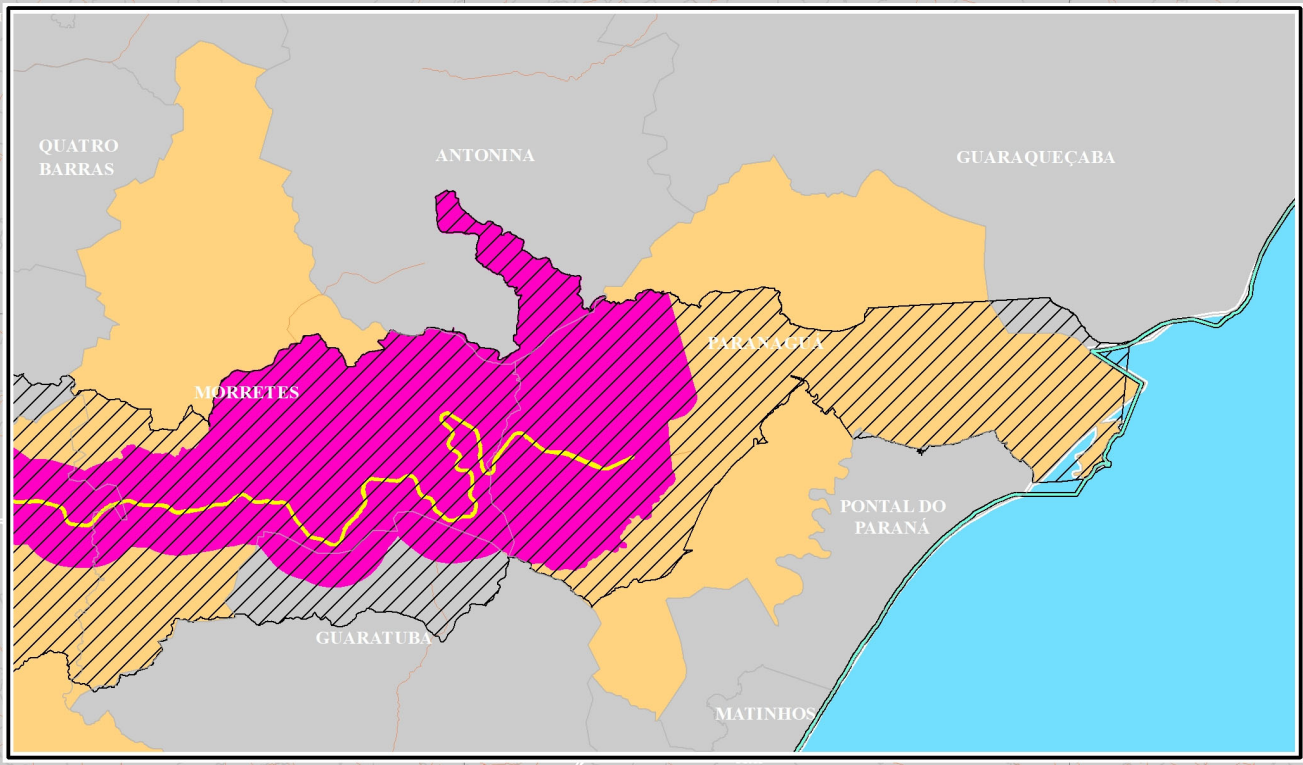 QUATRO
BARRAS
ANTONINA
GUARAQUEÇABA
PARANAGUÁ
MORRETES
PONTAL DO
PARANÁ
GUARATUBA
MATINHOS